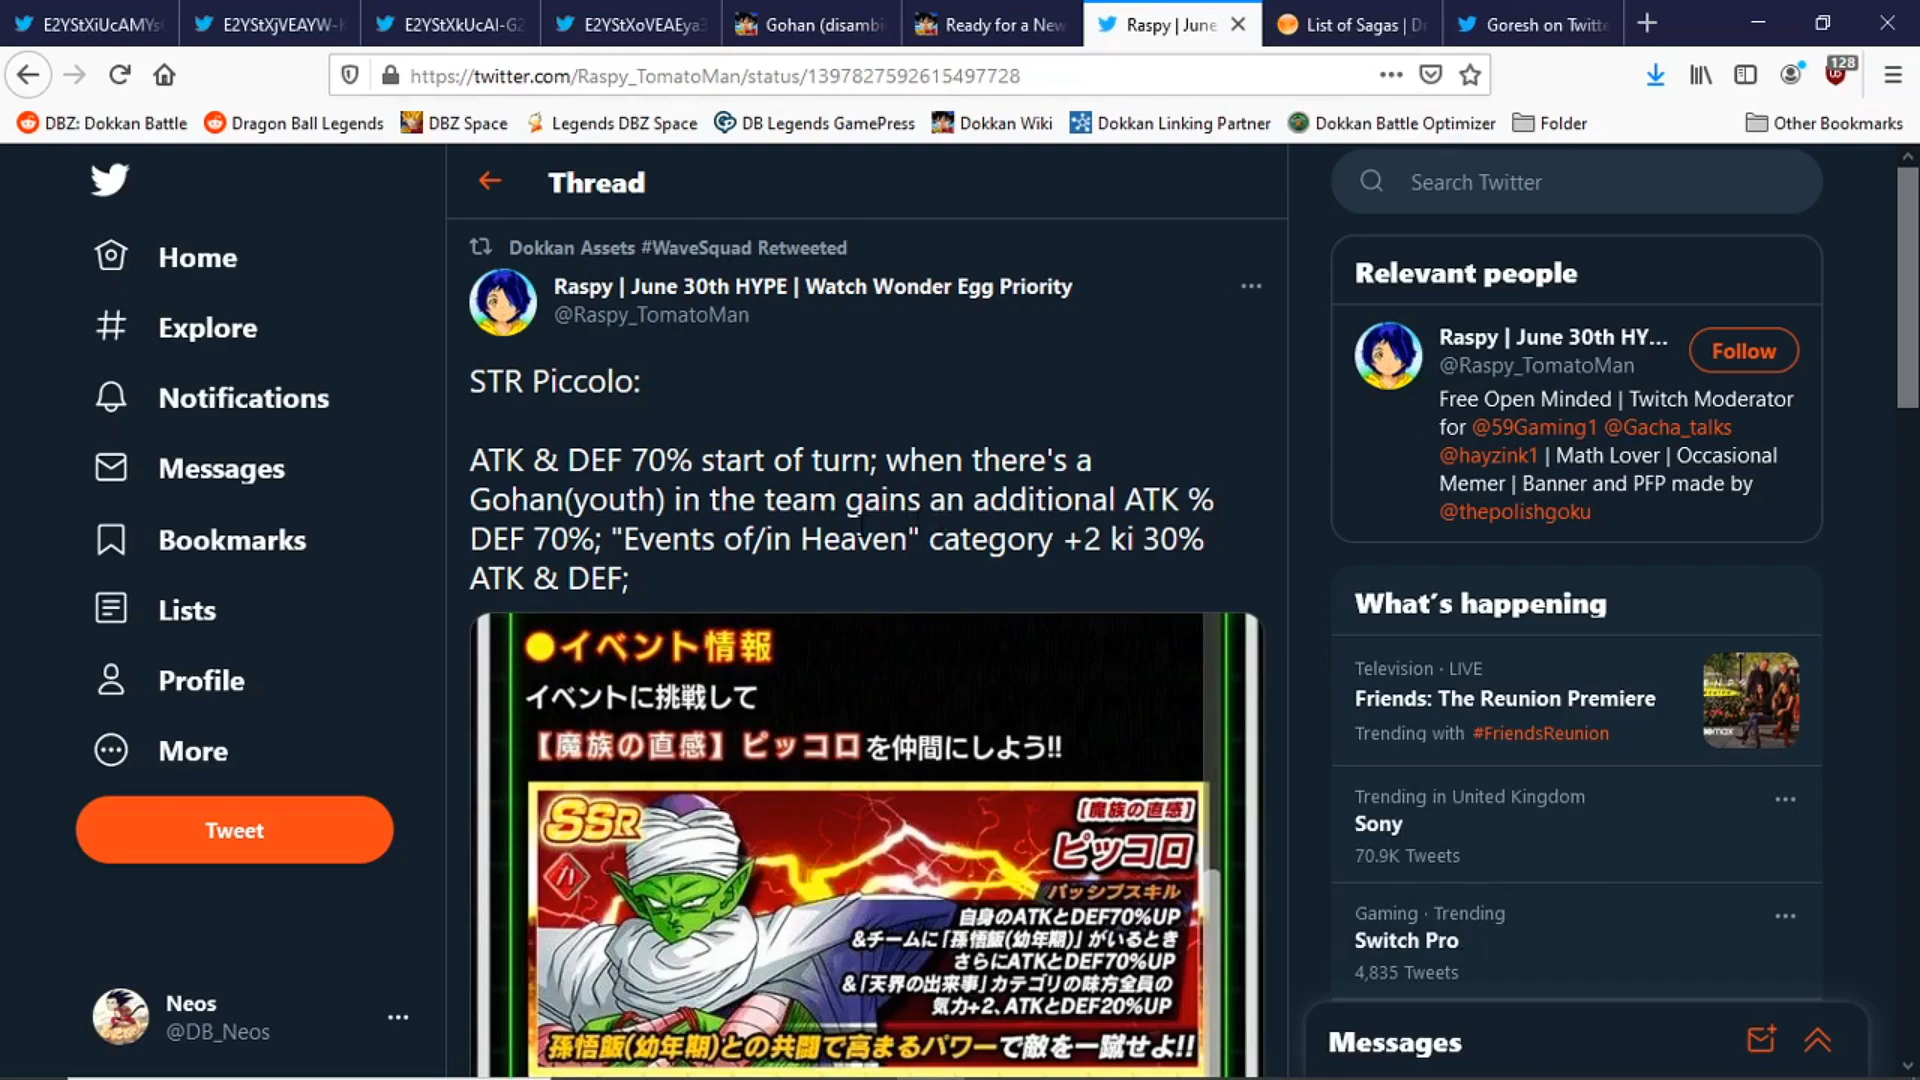 E2YStXiUcAMYs
E2YStXjVEAYW-
E2YStXkUcAI-G2
E2YStXoVEAEya3
Gohan (disambi
Ready for a New
Raspy | June
List of Sagas | D
Goresh on Twitte
https://twitter.com/Raspy_TomatoMan/status/1397827592615497728
128
DBZ: Dokkan Battle
Dragon Ball Legends
DBZ Space
Legends DBZ Space
DB Legends GamePress
Dokkan Wiki
Dokkan Linking Partner
Dokkan Battle Optimizer
Folder
Other Bookmarks
Home
Explore
Notifications
Messages
Bookmarks
Lists
Profile
More
Tweet
Neos
@DB_Neos
Thread
Dokkan Assets #WaveSquad Retweeted
Raspy | June 30th HYPE | Watch Wonder Egg Priority
@Raspy_TomatoMan
STR Piccolo:
ATK & DEF 70% start of turn; when there's a
Gohan(youth) in the team gains an additional ATK %
DEF 70%; "Events of/in Heaven" category +2 ki 30%
ATK & DEF;
●イベント情報
イベントに挑戦して
【魔族の直感】ピッコロを仲間にしよう!!
SSR
【魔族の直感】
ピッコロ
パッシブスキル
自身のATKとDEF70%UP
&チームに「孫悟飯(幼年期)」がいるとき
さらにATKとDEF70%UP
&「天界の出来事」カテゴリの味方全員の
気力+2、ATKとDEF20%UP
孫悟飯(幼年期)との共闘で高まるパワーで敵を一蹴せよ!!
Search Twitter
Relevant people
Raspy | June 30th HY...
@Raspy_TomatoMan
Follow
Free Open Minded | Twitch Moderator
for @59Gaming1 @Gacha_talks
@hayzink1 | Math Lover | Occasional
Memer | Banner and PFP made by
@thepolishgoku
What's happening
Television · LIVE
Friends: The Reunion Premiere
Trending with #FriendsReunion
Trending in United Kingdom
Sony
70.9K Tweets
Gaming · Trending
Switch Pro
4,835 Tweets
Messages